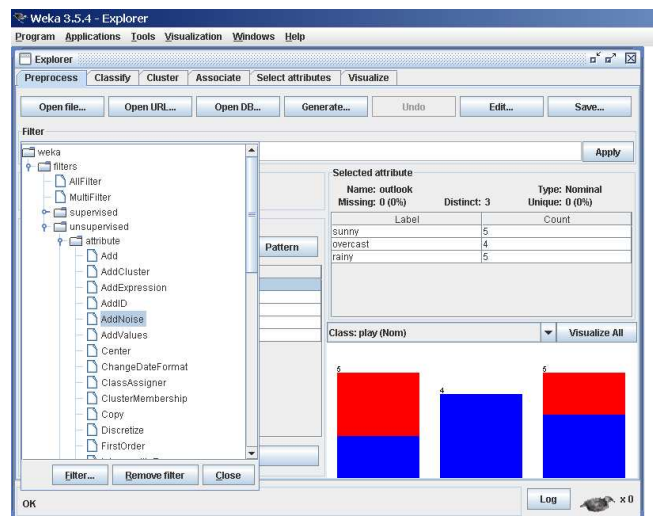 Weka 3.5.4 - Explorer
Program Applications Tools Visualization Windows Help
Explorer
Preprocess Classify Cluster Associate Select attributes Visualize
Open file... Open URL... Open DB... Generate... Undo Edit... Save...
Filter
weka
Apply
filters
AllFilter
MultiFilter
supervised
unsupervised
attribute
Add
AddCluster
AddExpression
AddID
AddNoise
AddValues
Center
ChangeDateFormat
ClassAssigner
ClusterMembership
Copy
Discretize
FirstOrder
Filter... Remove filter Close
Pattern
Selected attribute
Name: outlook Type: Nominal
Missing: 0 (0%) Distinct: 3 Unique: 0 (0%)
Label Count
sunny 5
overcast 4
rainy 5
Class: play (Nom) Visualize All
5 4 5
OK Log x 0